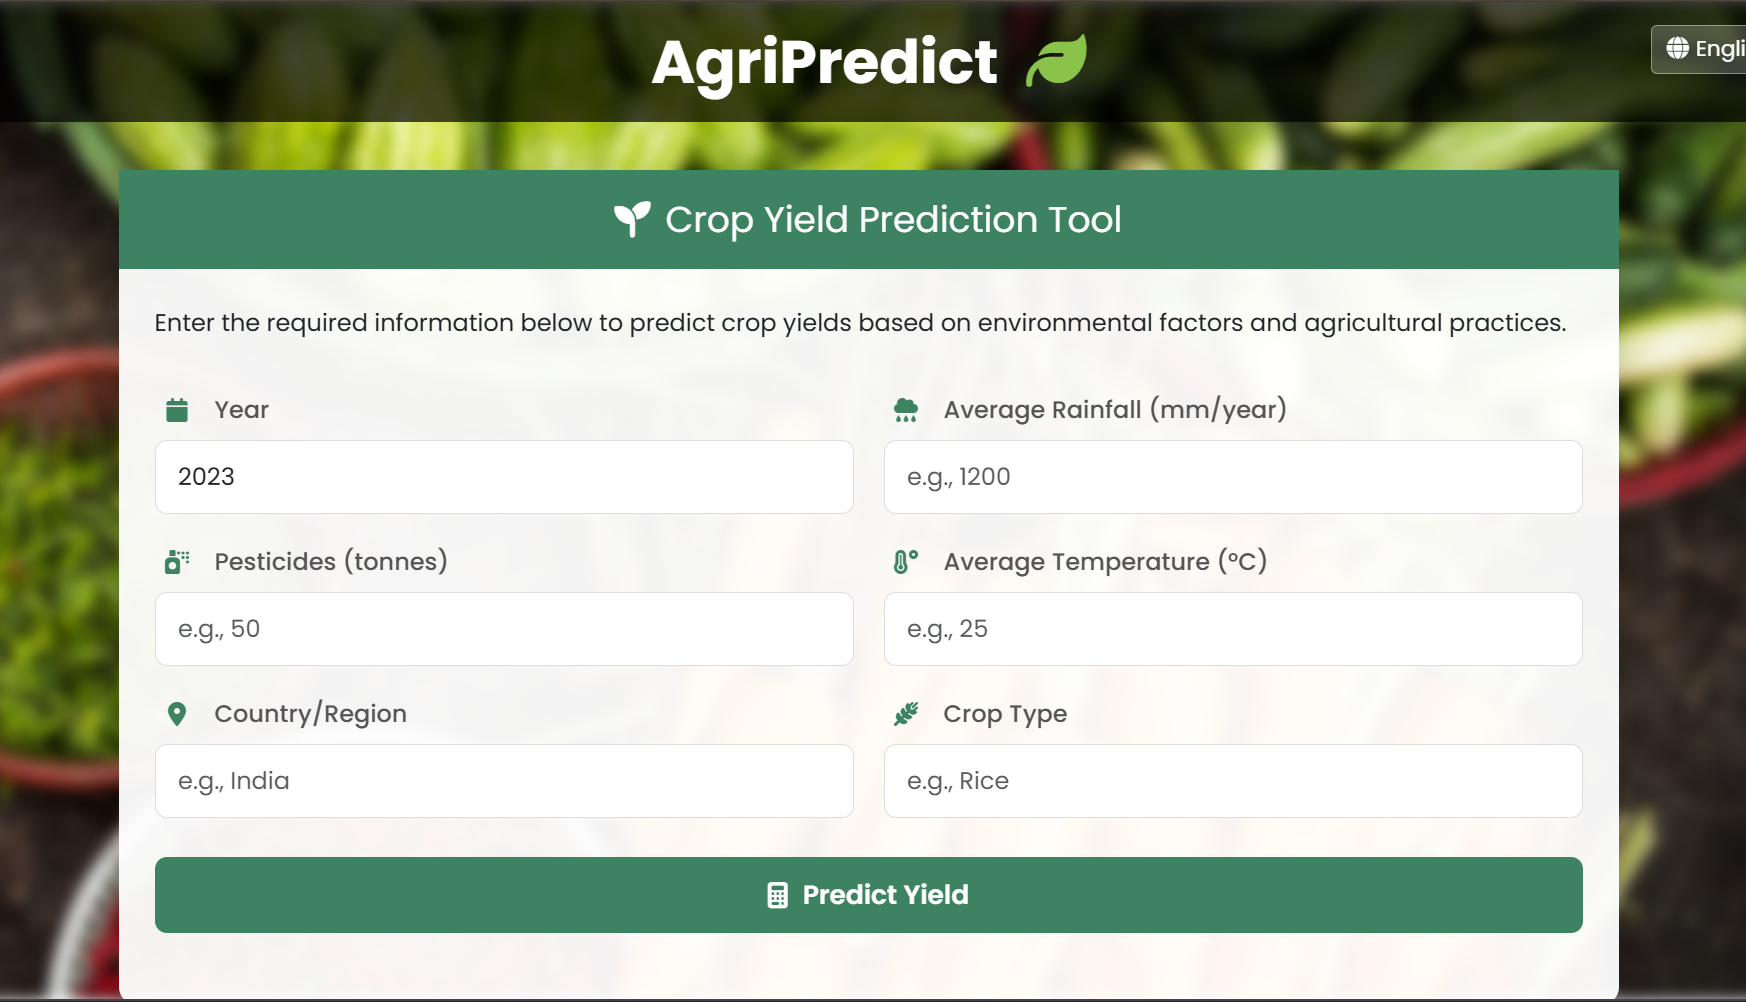 AgriPredict
Engli
Crop Yield Prediction Tool
Enter the required information below to predict crop yields based on environmental factors and agricultural practices.
Year
2023
Average Rainfall (mm/year)
e.g., 1200
Pesticides (tonnes)
e.g., 50
Average Temperature (°C)
e.g., 25
Country/Region
e.g., India
Crop Type
e.g., Rice
Predict Yield